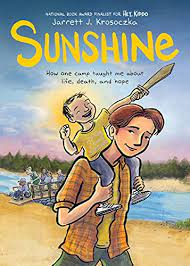 NATIONAL BOOK AWARD FINALIST FOR HEY, KIDDO
JARRETT J. KROSOCZKA
SUNSHINE
How one camp taught me about
life, death, and hope